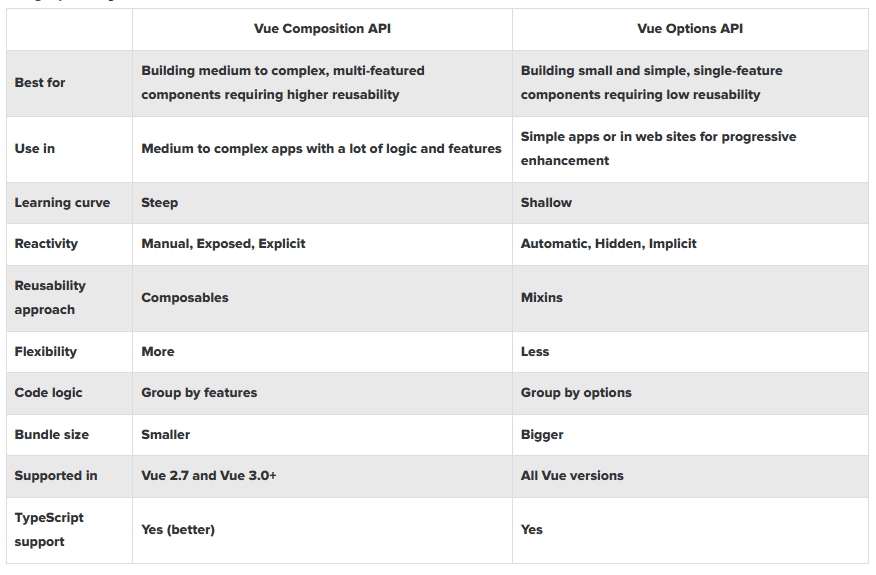 Vue Composition API
Vue Options API
Best for
Building medium to complex, multi-featured
components requiring higher reusability
Building small and simple, single-feature
components requiring low reusability
Use in
Medium to complex apps with a lot of logic and features
Simple apps or in web sites for progressive
enhancement
Learning curve
Steep
Shallow
Reactivity
Manual, Exposed, Explicit
Automatic, Hidden, Implicit
Reusability
approach
Composables
Mixins
Flexibility
More
Less
Code logic
Group by features
Group by options
Bundle size
Smaller
Bigger
Supported in
Vue 2.7 and Vue 3.0+
All Vue versions
TypeScript
support
Yes (better)
Yes